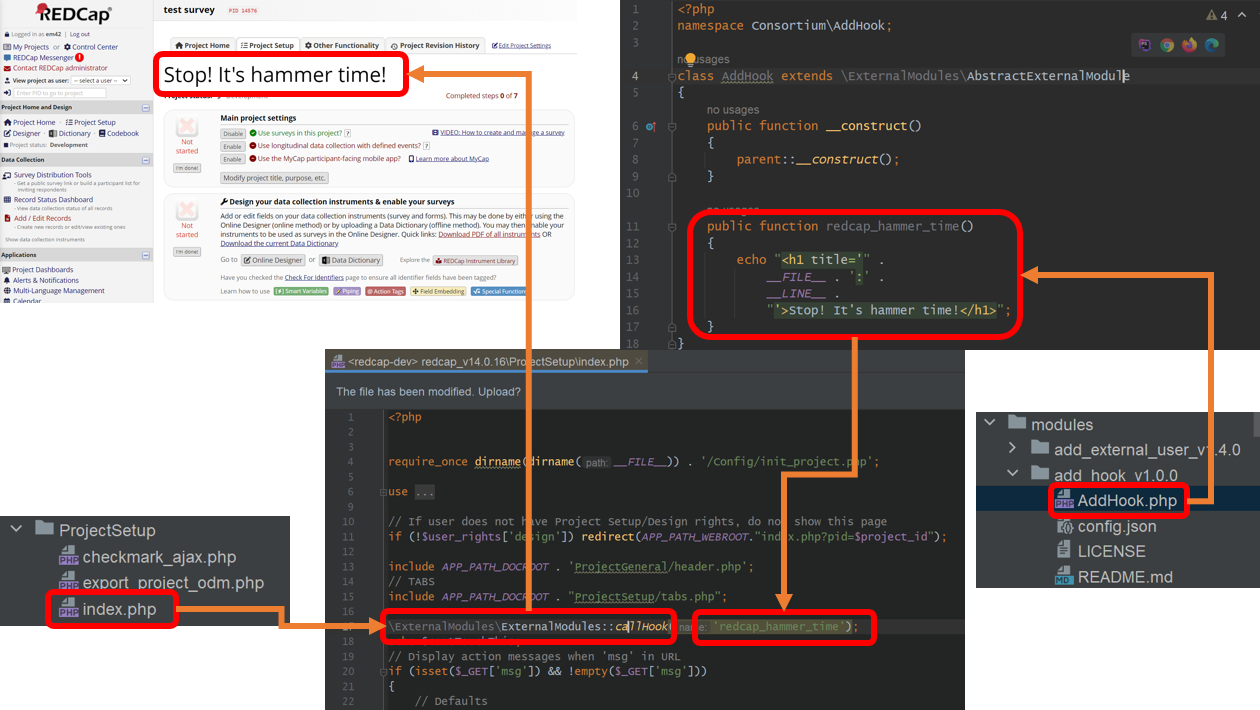 REDCap®
Logged in as em42 | Log out
My Projects or Control Center
REDCap Messenger
Contact REDCap administrator
View project as user: -- select a user --
Enter PID to go to project
Project Home and Design
Project Home · Project Setup
Designer · Dictionary · Codebook
Project status: Development
Data Collection
Survey Distribution Tools
- Get a public survey link or build a participant list for
inviting respondents
Record Status Dashboard
- View data collection status of all records
Add / Edit Records
- Create new records or edit/view existing ones
Show data collection instruments
Applications
Project Dashboards
Alerts & Notifications
Multi-Language Management
Calendar
test survey PID 14576
Project Home Project Setup Other Functionality Project Revision History Edit Project Settings
Stop! It's hammer time!
Completed steps 0 of 7
Not
started
I'm done!
Main project settings
Disable Use surveys in this project? ? VIDEO: How to create and manage a survey
Enable Use longitudinal data collection with defined events? ?
Enable Use the MyCap participant-facing mobile app? Learn more about MyCap
Modify project title, purpose, etc.
Not
started
I'm done!
Design your data collection instruments & enable your surveys
Add or edit fields on your data collection instruments (survey and forms). This may be done by either using the
Online Designer (online method) or by uploading a Data Dictionary (offline method). You may then enable your
instruments to be used as surveys in the Online Designer. Quick links: Download PDF of all instruments OR
Download the current Data Dictionary
Go to Online Designer or Data Dictionary Explore the REDCap Instrument Library
Have you checked the Check For Identifiers page to ensure all identifier fields have been tagged?
Learn how to use Smart Variables Piping @ Action Tags Field Embedding Special Functions
1 <?php
2 namespace Consortium\AddHook;
3
no usages
4 class AddHook extends \ExternalModules\AbstractExternalModule
5 {
no usages
6 public function __construct()
7 {
8 parent::__construct();
9 }
10
11 public function redcap_hammer_time()
12 {
13 echo "<h1 title='" .
14 __FILE__ . ':' .
15 __LINE__ .
16 "'>Stop! It's hammer time!</h1>";
17 }
18 }
4
<redcap-dev> redcap_v14.0.16\ProjectSetup\index.php
The file has been modified. Upload?
1 <?php
2
3
4 require_once dirname(dirname( path: __FILE__)) . '/Config/init_project.php';
5
6 use ...
9
10 // If user does not have Project Setup/Design rights, do not show this page
11 if (!$user_rights['design']) redirect(APP_PATH_WEBROOT."index.php?pid=$project_id");
12
13 include APP_PATH_DOCROOT . 'ProjectGeneral/header.php';
14 // TABS
15 include APP_PATH_DOCROOT . "ProjectSetup/tabs.php";
16
\ExternalModules\ExternalModules::callHook( name: 'redcap_hammer_time');
18
19 // Display action messages when 'msg' in URL
20 if (isset($_GET['msg']) && !empty($_GET['msg']))
21 {
22 // Defaults
ProjectSetup
checkmark_ajax.php
export_project_odm.php
index.php
modules
add_external_user_v1.4.0
add_hook_v1.0.0
AddHook.php
config.json
LICENSE
README.md